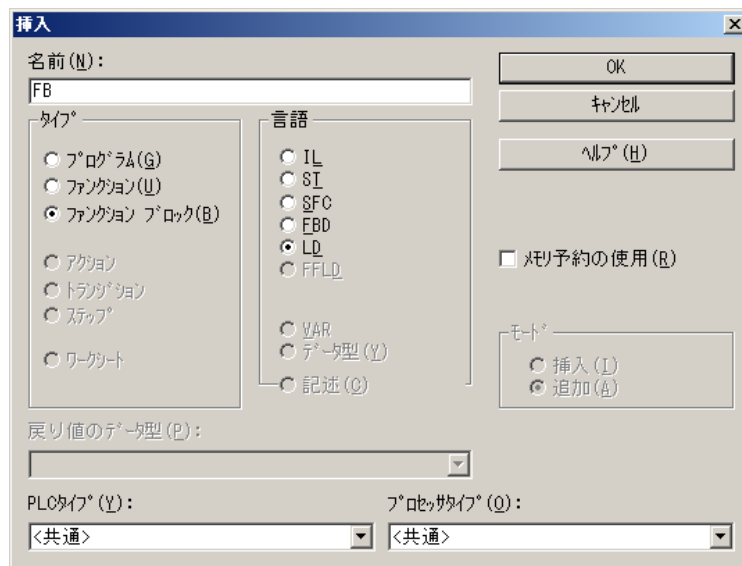 挿入
名前(N):
FB
OK
キャンセル
ヘルプ(H)
タイプ
プログラム(G)
ファンクション(U)
ファンクション ブロック(B)
アクション
トランジション
ステップ
ワークシート
言語
IL
ST
SFC
FBD
LD
FFLD
VAR
データ型(Y)
記述(C)
メモリ予約の使用(R)
モード
挿入(I)
追加(A)
戻り値のデータ型(P):
PLCタイプ(Y):
<共通>
プロセッサタイプ(O):
<共通>